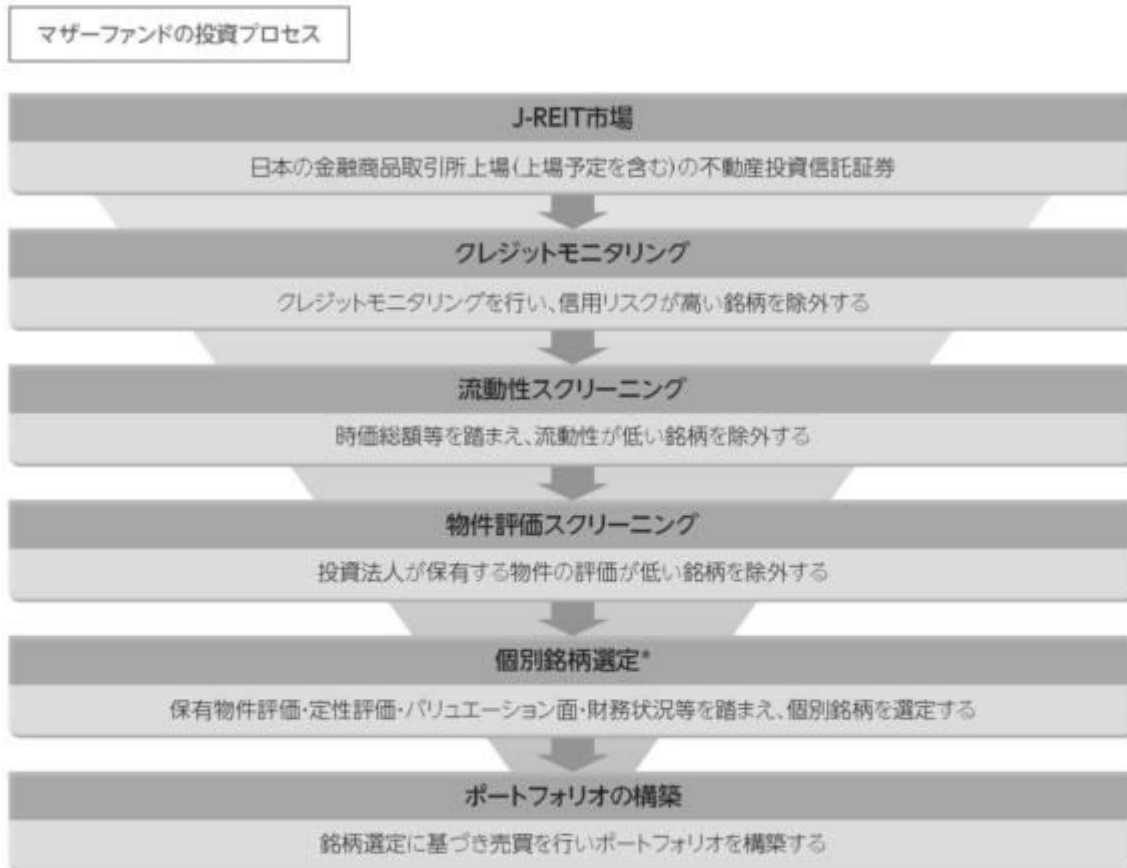 マザーファンドの投資プロセス
J-REIT市場
日本の金融商品取引所上場(上場予定を含む)の不動産投資信託証券
クレジットモニタリング
クレジットモニタリングを行い、信用リスクが高い銘柄を除外する
流動性スクリーニング
時価総額等を踏まえ、流動性が低い銘柄を除外する
物件評価スクリーニング
投資法人が保有する物件の評価が低い銘柄を除外する
個別銘柄選定*
保有物件評価・定性評価・バリュエーション面・財務状況等を踏まえ、個別銘柄を選定する
ポートフォリオの構築
銘柄選定に基づき売買を行いポートフォリオを構築する